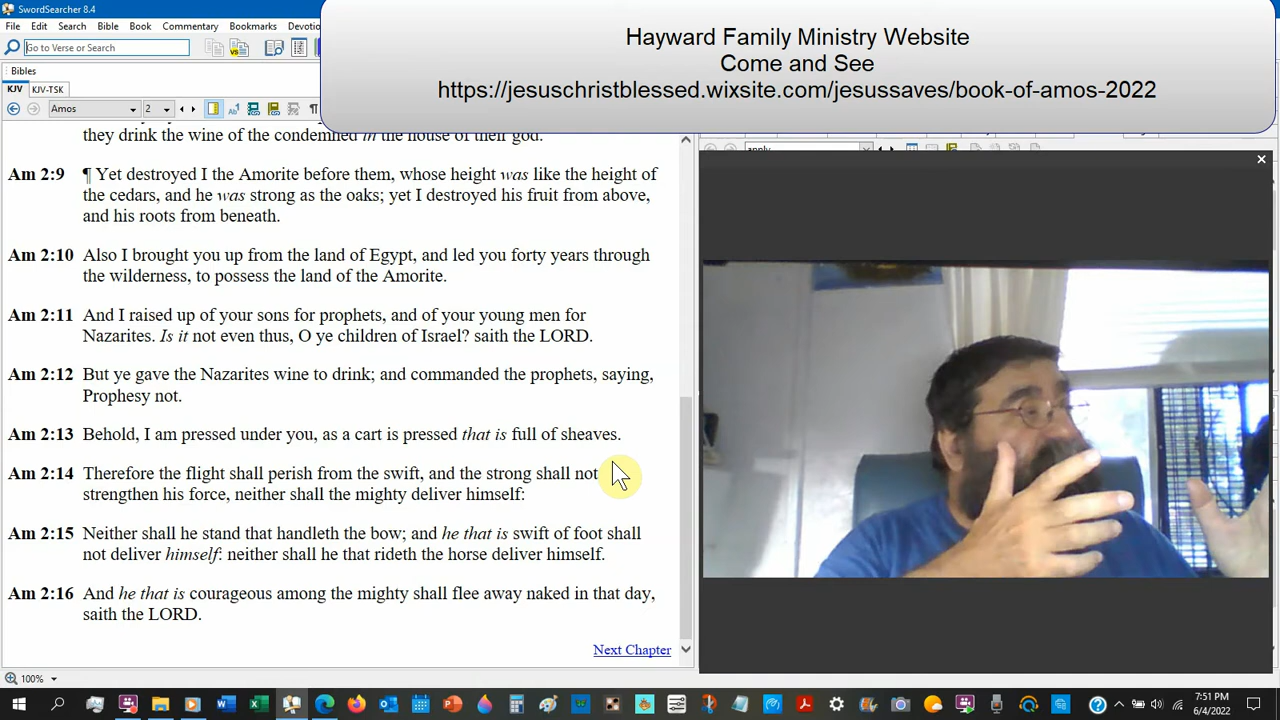 SwordSearcher 8.4
File Edit Search Bible Book Commentary Bookmarks Devotio
Hayward Family Ministry Website
Come and See
https://jesuschristblessed.wixsite.com/jesussaves/book-of-amos-2022
Go to Verse or Search
VS
Bibles
KJV KJV-TSK
Amos 2
apply
they drink the wine of the condemned in the house of their god.
Am 2:9 ¶ Yet destroyed I the Amorite before them, whose height was like the height of
the cedars, and he was strong as the oaks; yet I destroyed his fruit from above,
and his roots from beneath.
Am 2:10 Also I brought you up from the land of Egypt, and led you forty years through
the wilderness, to possess the land of the Amorite.
Am 2:11 And I raised up of your sons for prophets, and of your young men for
Nazarites. Is it not even thus, O ye children of Israel? saith the LORD.
Am 2:12 But ye gave the Nazarites wine to drink; and commanded the prophets, saying,
Prophesy not.
Am 2:13 Behold, I am pressed under you, as a cart is pressed that is full of sheaves.
Am 2:14 Therefore the flight shall perish from the swift, and the strong shall not
strengthen his force, neither shall the mighty deliver himself:
Am 2:15 Neither shall he stand that handleth the bow; and he that is swift of foot shall
not deliver himself: neither shall he that rideth the horse deliver himself.
Am 2:16 And he that is courageous among the mighty shall flee away naked in that day,
saith the LORD.
Next Chapter
100%
7:51 PM
6/4/2022